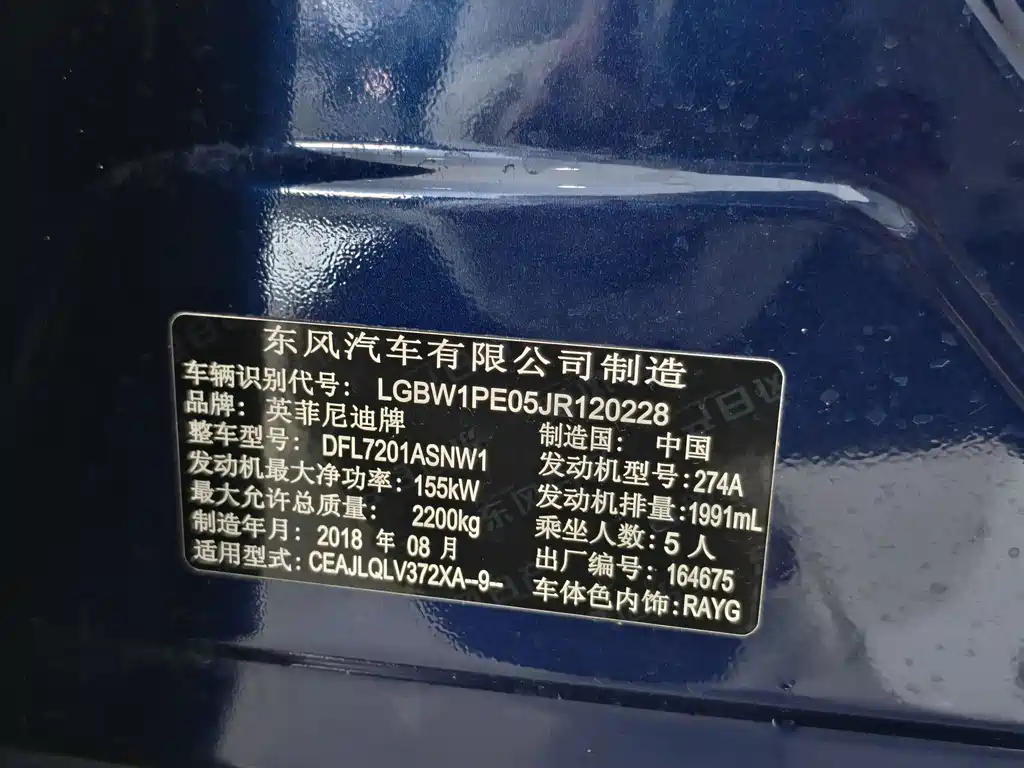 东风汽车有限公司制造
车辆识别代号: LGBW1PE05JR120228
品牌: 英菲尼迪牌 制造国: 中国
整车型号: DFL7201ASNW1 发动机型号:274A
发动机最大净功率: 155kW 发动机排量:1991mL
最大允许总质量: 2200kg 乘坐人数: 5 人
制造年月: 2018 年 08 月 出厂编号: 164675
适用型式: CEAJLQLV372XA--9-- 车体色内饰:RAYG